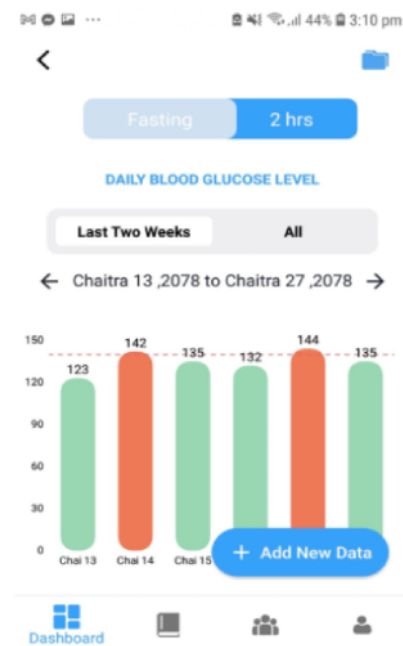 44% 3:10 pm
Fasting 2 hrs
DAILY BLOOD GLUCOSE LEVEL
Last Two Weeks All
Chaitra 13 ,2078 to Chaitra 27 ,2078
150
142 144
135 132 135
123
120
90
60
30
0
Chai 13 Chai 14 Chai 15
+ Add New Data
Dashboard